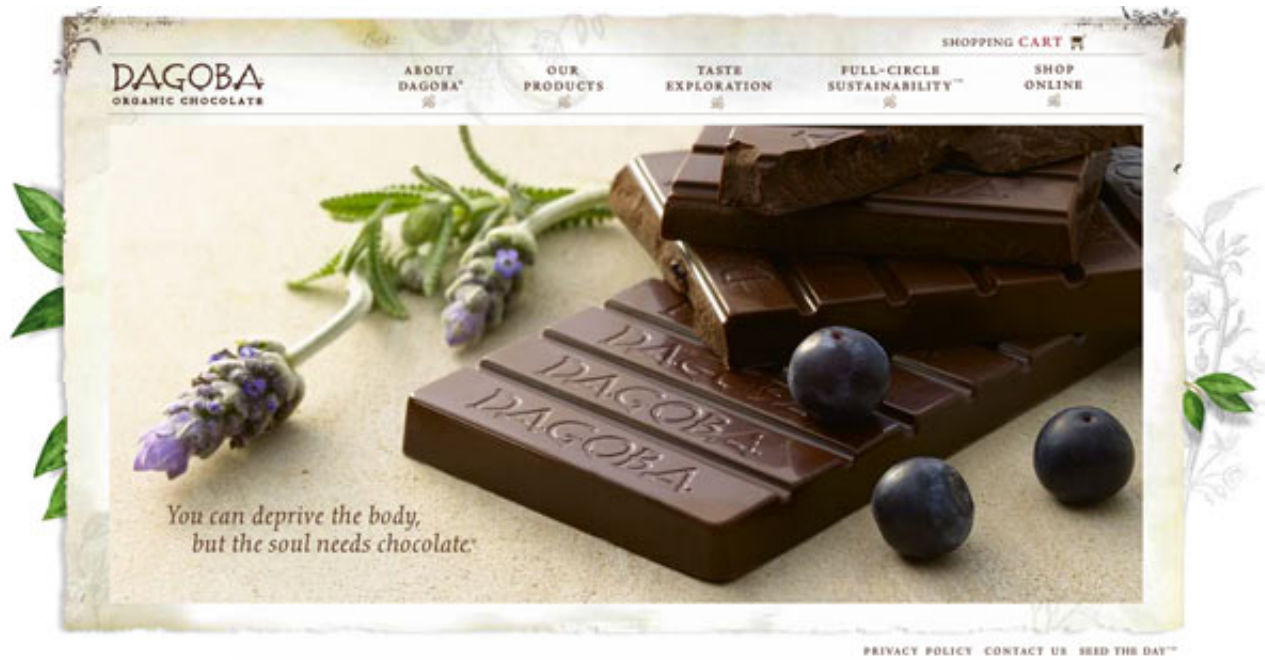 SHOPPING CART
DAGOBA
ORGANIC CHOCOLATE
ABOUT
DAGOBA®
OUR
PRODUCTS
TASTE
EXPLORATION
FULL-CIRCLE
SUSTAINABILITY™
SHOP
ONLINE
DAGOBA
DAGOBA
You can deprive the body,
but the soul needs chocolate.®
PRIVACY POLICY CONTACT US SEED THE DAY™